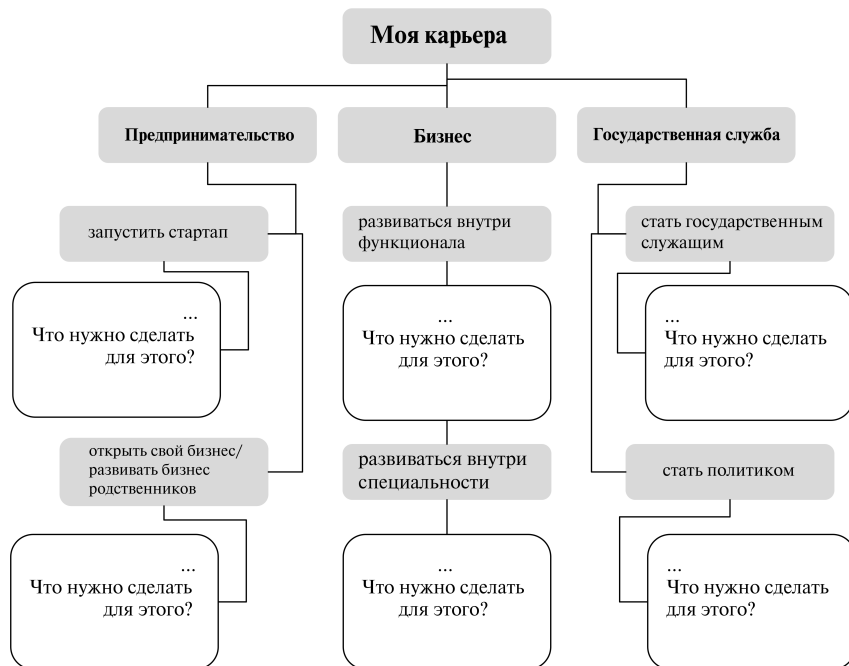 Моя карьера
Предпринимательство
Бизнес
Государственная служба
запустить стартап
развиваться внутри
функционала
стать государственным
служащим
...
Что нужно сделать
для этого?
...
Что нужно сделать
для этого?
...
Что нужно сделать
для этого?
открыть свой бизнес/
развивать бизнес
родственников
развиваться внутри
специальности
стать политиком
...
Что нужно сделать
для этого?
...
Что нужно сделать
для этого?
...
Что нужно сделать
для этого?